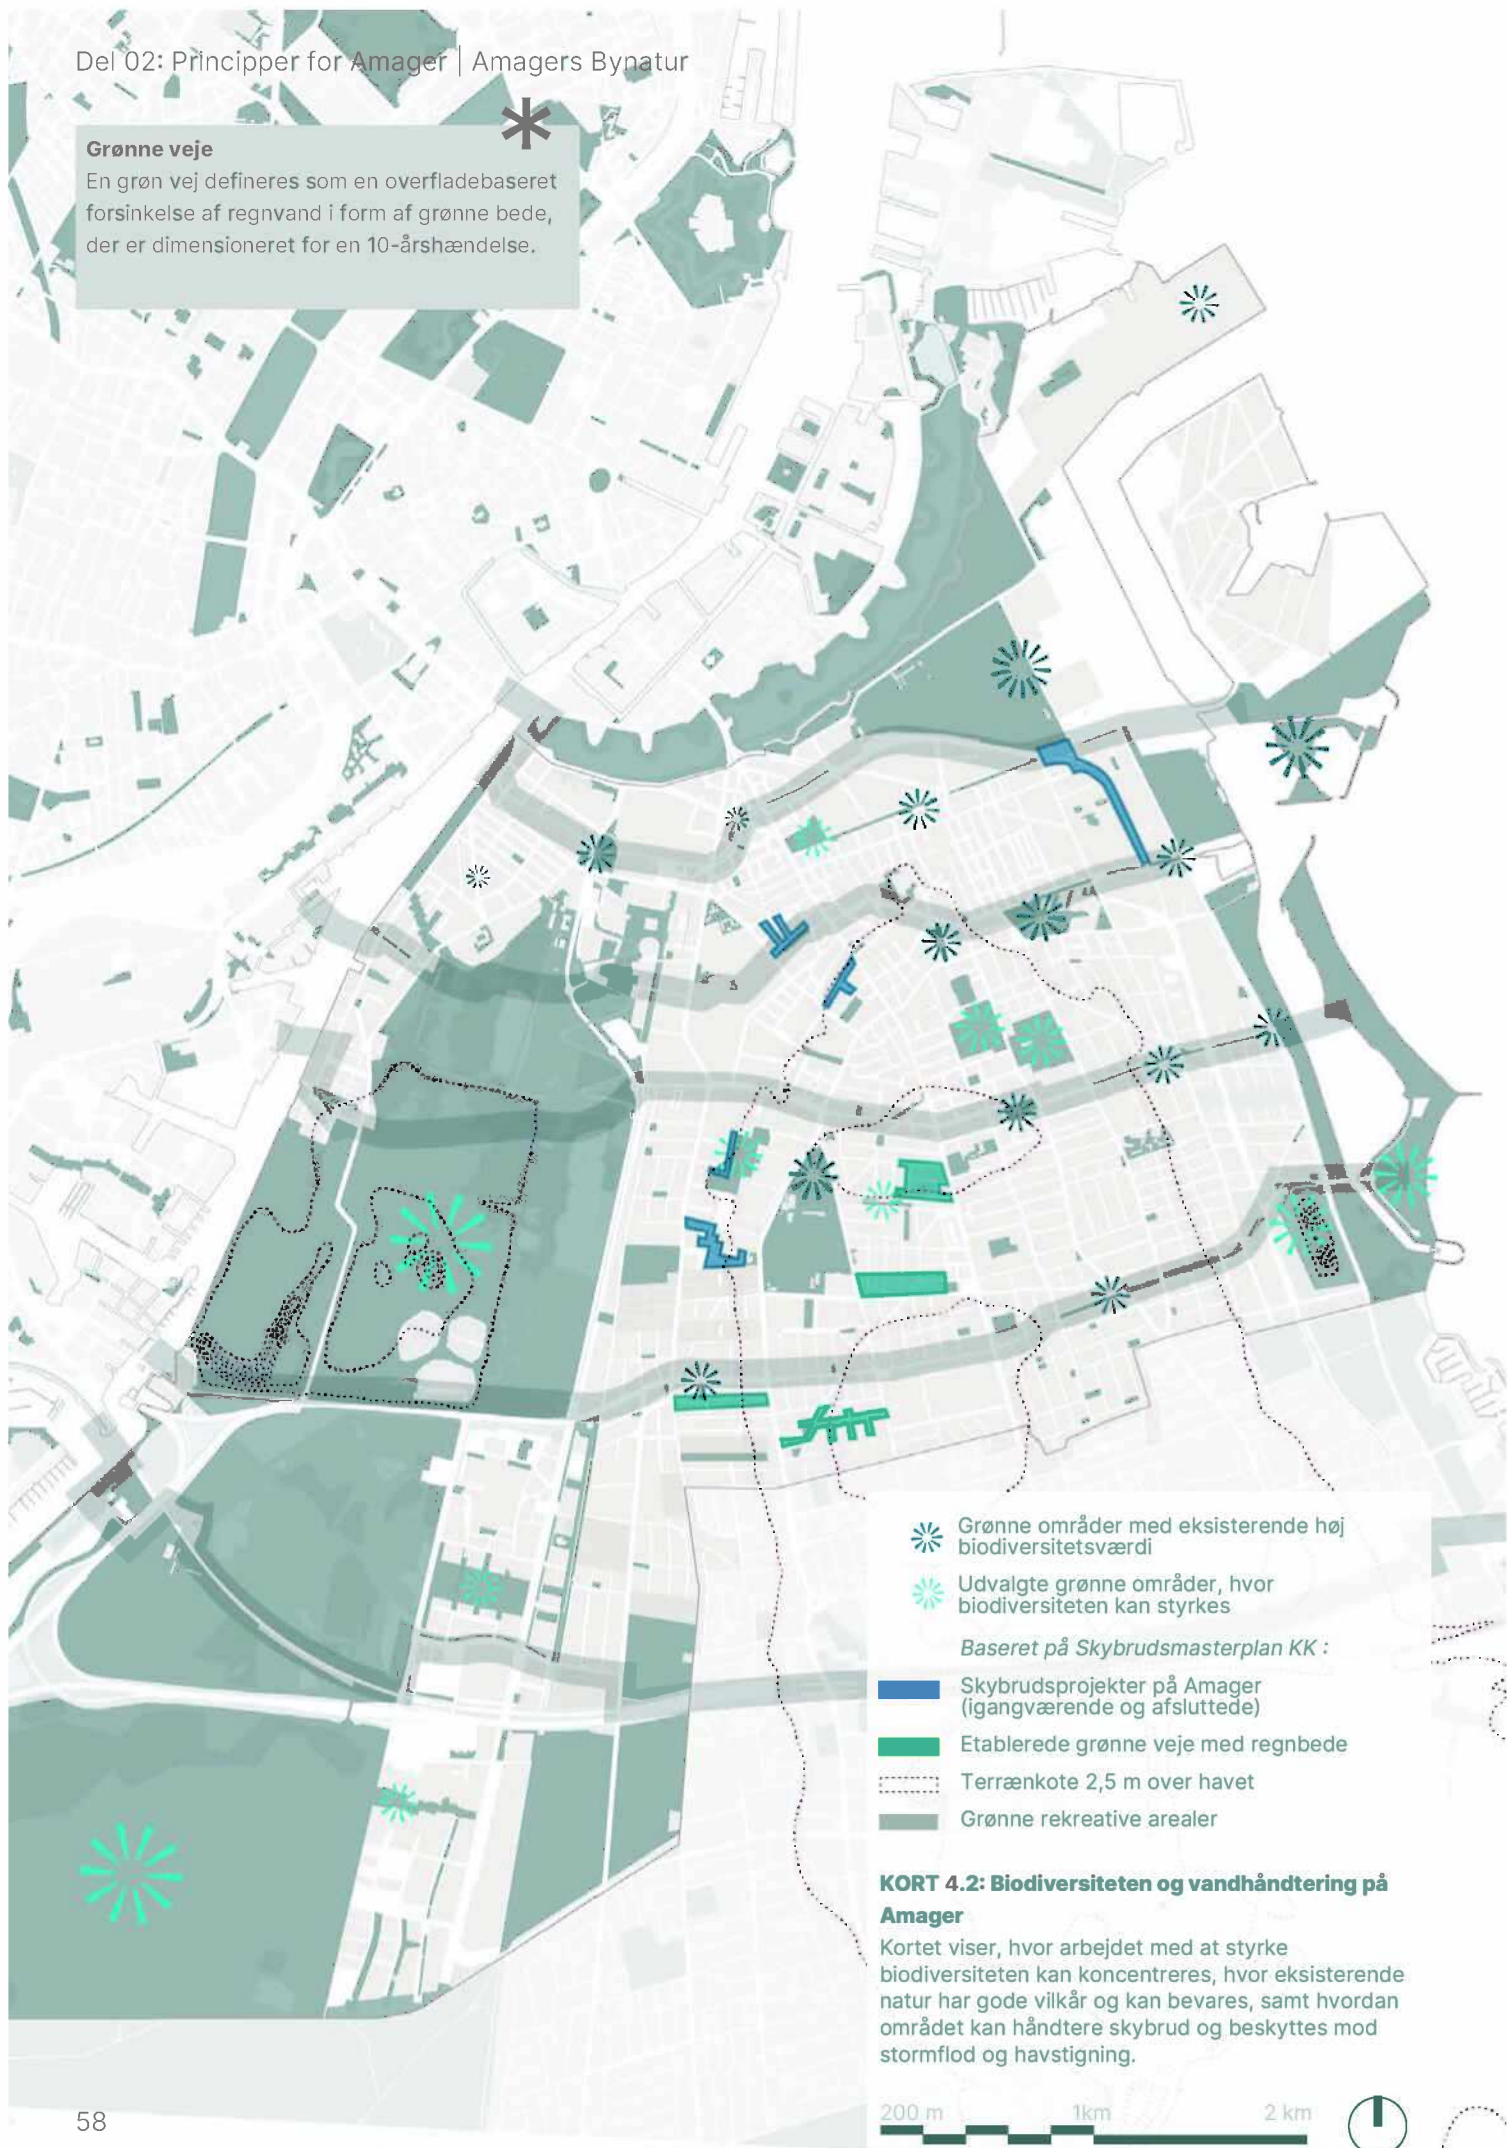 Del 02: Principper for Amager | Amagers Bynatur
Grønne veje
En grøn vej defineres som en overfladebaseret
forsinkelse af regnvand i form af grønne bede,
der er dimensioneret for en 10-årshændelse.
Grønne områder med eksisterende høj
biodiversitetsværdi
Udvalgte grønne områder, hvor
biodiversiteten kan styrkes
Baseret på Skybrudsmasterplan KK :
Skybrudsprojekter på Amager
(igangværende og afsluttede)
Etablerede grønne veje med regnbede
Terrænkote 2,5 m over havet
Grønne rekreative arealer
KORT 4.2: Biodiversiteten og vandhåndtering på
Amager
Kortet viser, hvor arbejdet med at styrke
biodiversiteten kan koncentreres, hvor eksisterende
natur har gode vilkår og kan bevares, samt hvordan
området kan håndtere skybrud og beskyttes mod
stormflod og havstigning.
200 m 1km 2 km
58